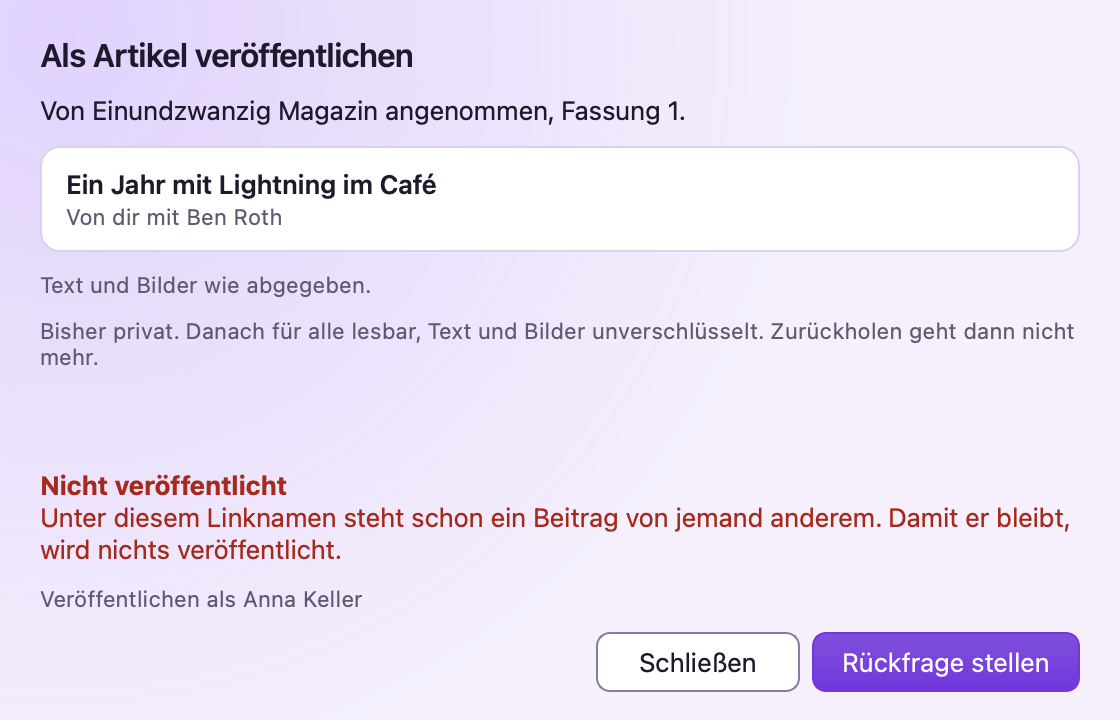 Als Artikel veröffentlichen
Von Einundzwanzig Magazin angenommen, Fassung 1.
Ein Jahr mit Lightning im Café
Von dir mit Ben Roth
Text und Bilder wie abgegeben.
Bisher privat. Danach für alle lesbar, Text und Bilder unverschlüsselt. Zurückholen geht dann nicht
mehr.
Nicht veröffentlicht
Unter diesem Linknamen steht schon ein Beitrag von jemand anderem. Damit er bleibt,
wird nichts veröffentlicht.
Veröffentlichen als Anna Keller
Schließen
Rückfrage stellen